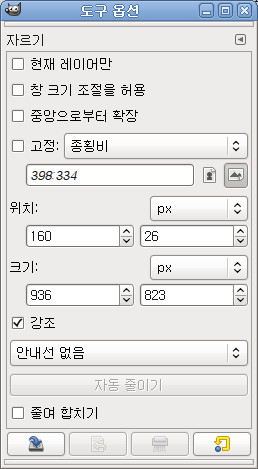 도구 옵션
자르기
현재 레이어만
창 크기 조절을 허용
중앙으로부터 확장
고정: 종횡비
398:334
위치: px
160 26
크기: px
936 823
강조
안내선 없음
자동 줄이기
줄여 합치기